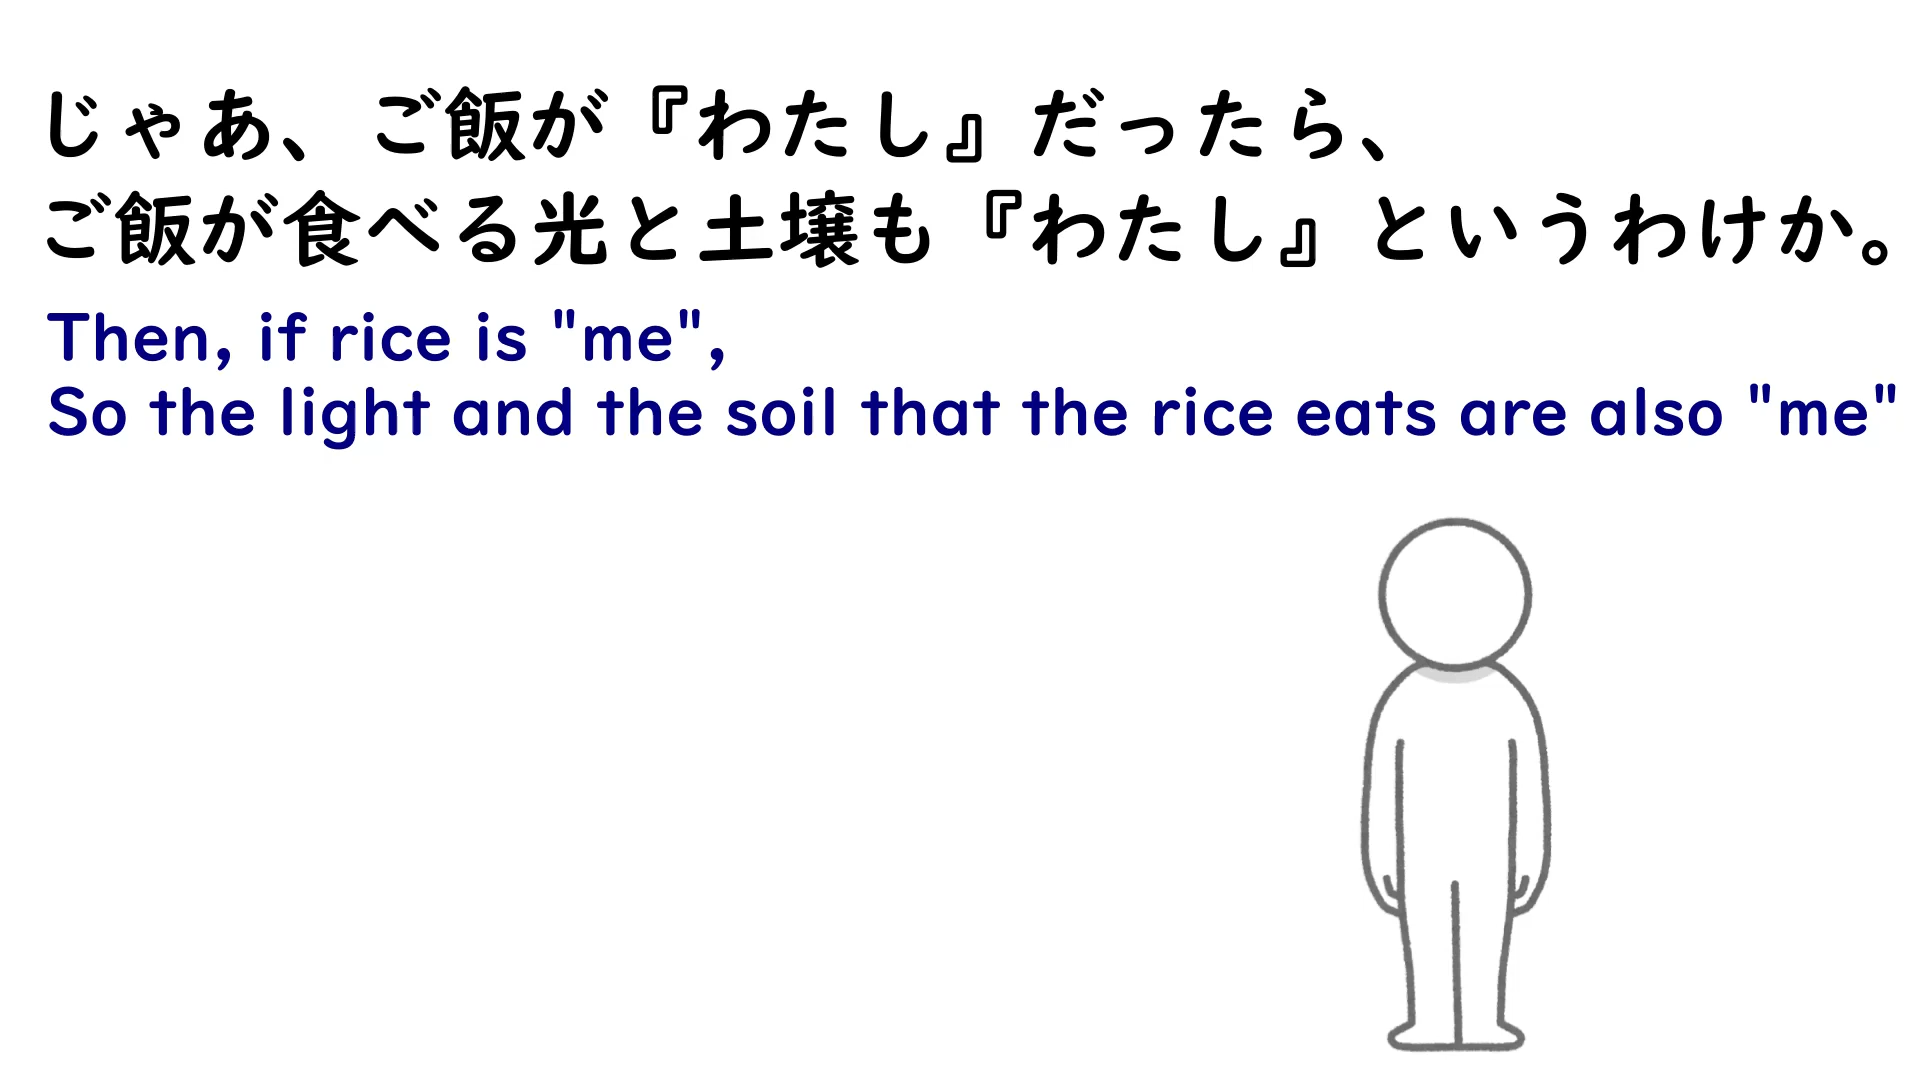 じゃあ、ご飯が『わたし』だったら、
ご飯が食べる光と土壌も『わたし』というわけか。
Then, if rice is "me",
So the light and the soil that the rice eats are also "me"